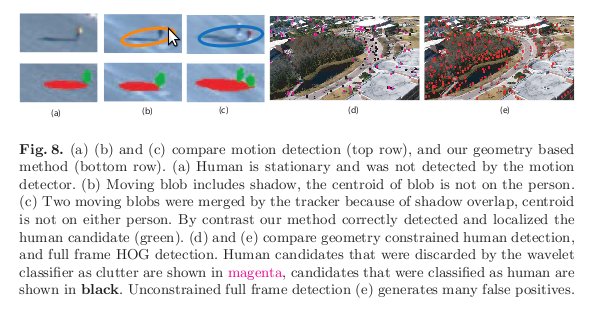 (a)
(b)
(c)
(d)
(e)
Fig. 8. (a) (b) and (c) compare motion detection (top row), and our geometry based
method (bottom row). (a) Human is stationary and was not detected by the motion
detector. (b) Moving blob includes shadow, the centroid of blob is not on the person.
(c) Two moving blobs were merged by the tracker because of shadow overlap, centroid
is not on either person. By contrast our method correctly detected and localized the
human candidate (green). (d) and (e) compare geometry constrained human detection,
and full frame HOG detection. Human candidates that were discarded by the wavelet
classifier as clutter are shown in magenta, candidates that were classified as human are
shown in black. Unconstrained full frame detection (e) generates many false positives.